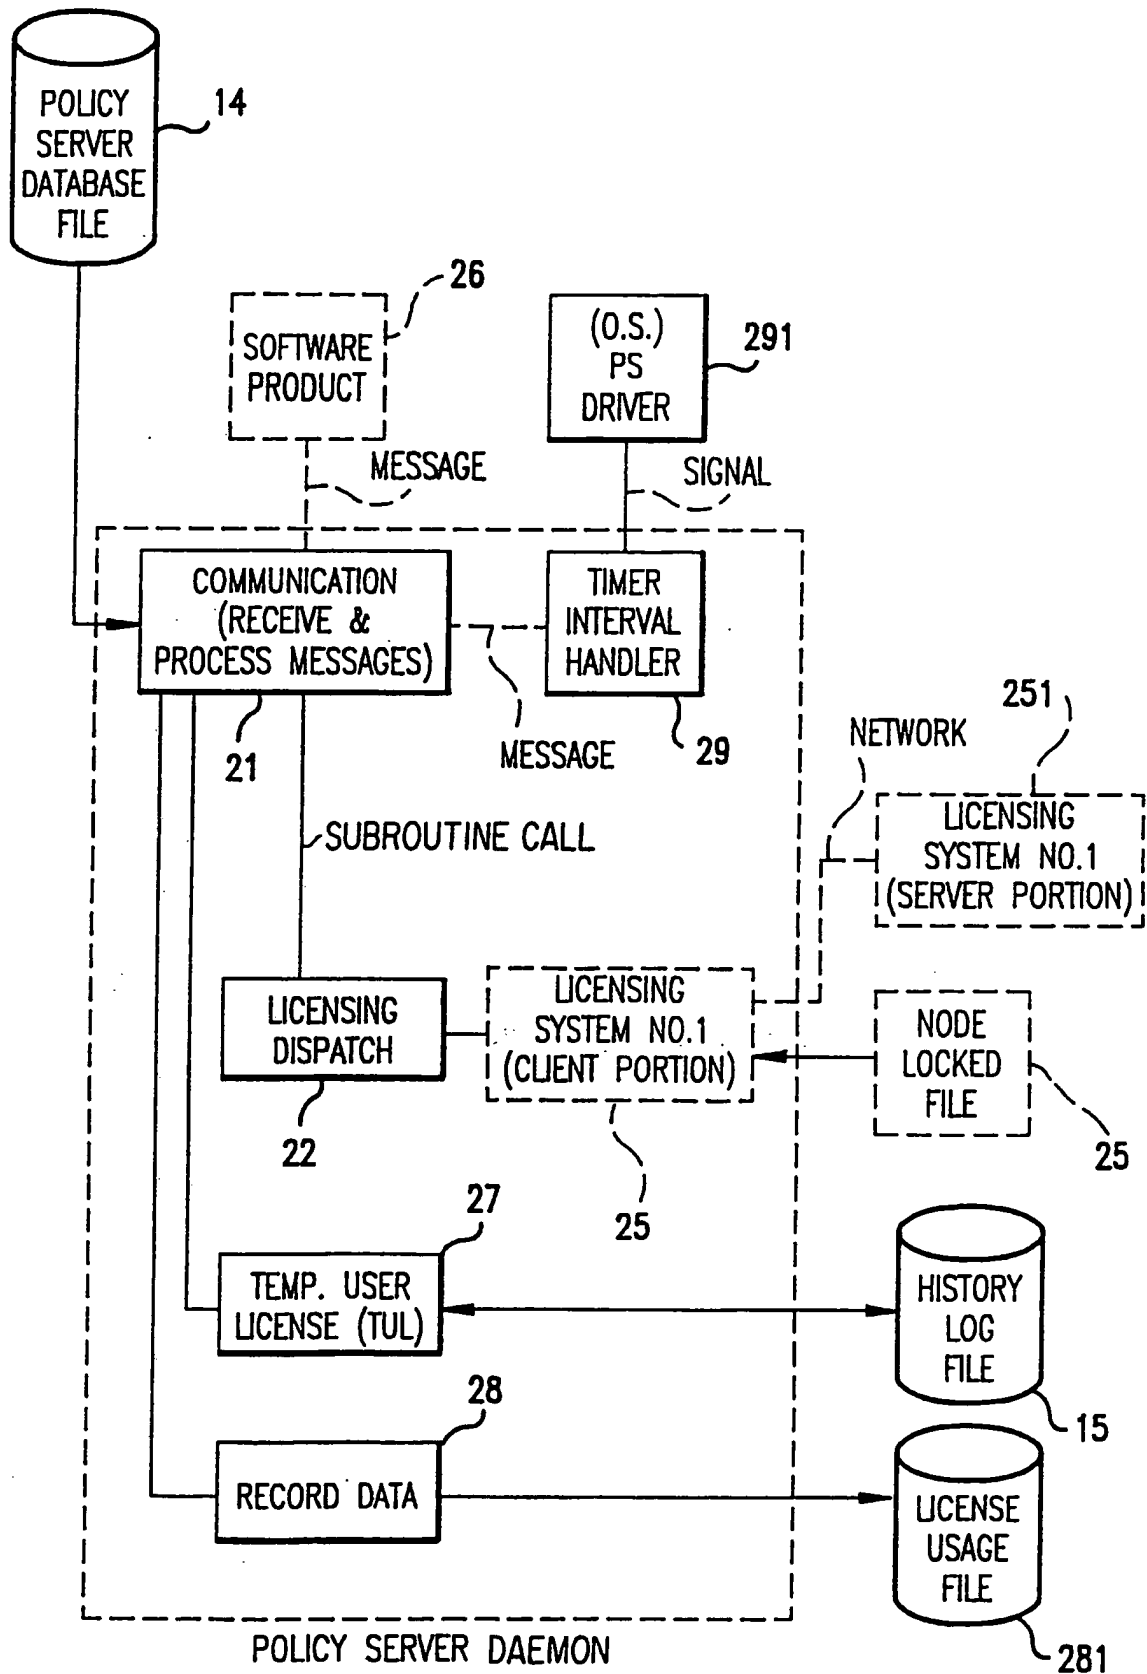 POLICY
SERVER
DATABASE
FILE
14
SOFTWARE
PRODUCT
26
(O.S.)
PS
DRIVER
291
MESSAGE
SIGNAL
COMMUNICATION
(RECEIVE &
PROCESS MESSAGES)
21
MESSAGE
TIMER
INTERVAL
HANDLER
29
NETWORK
251
LICENSING
SYSTEM NO.1
(SERVER PORTION)
SUBROUTINE CALL
LICENSING
DISPATCH
22
LICENSING
SYSTEM NO.1
(CLIENT PORTION)
25
NODE
LOCKED
FILE
25
27
TEMP. USER
LICENSE (TUL)
HISTORY
LOG
FILE
15
28
RECORD DATA
LICENSE
USAGE
FILE
281
POLICY SERVER DAEMON